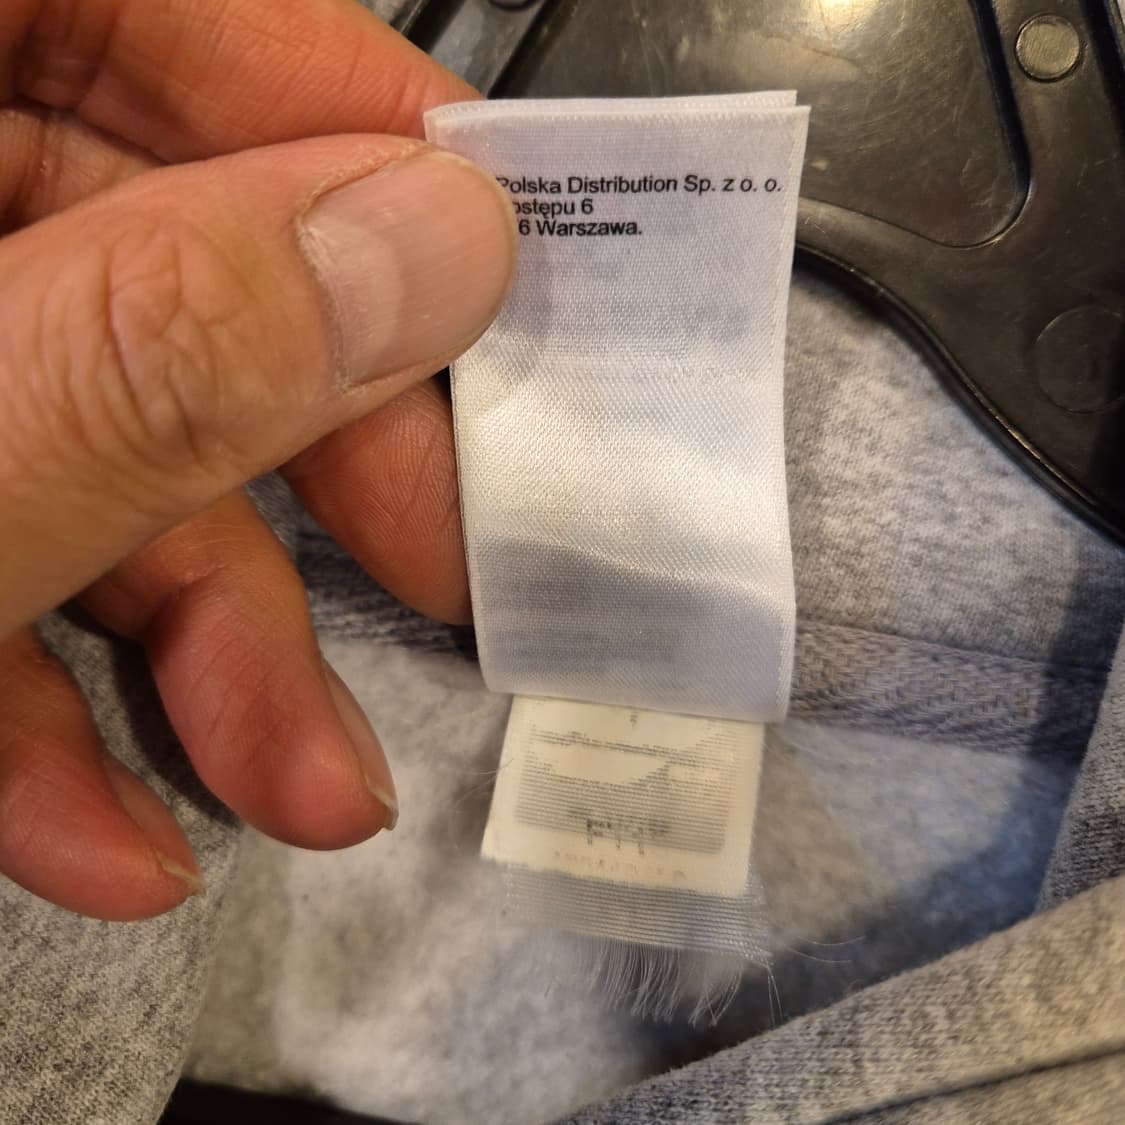 Polska Distribution Sp. z o. o.
ostępu 6
6 Warszawa.